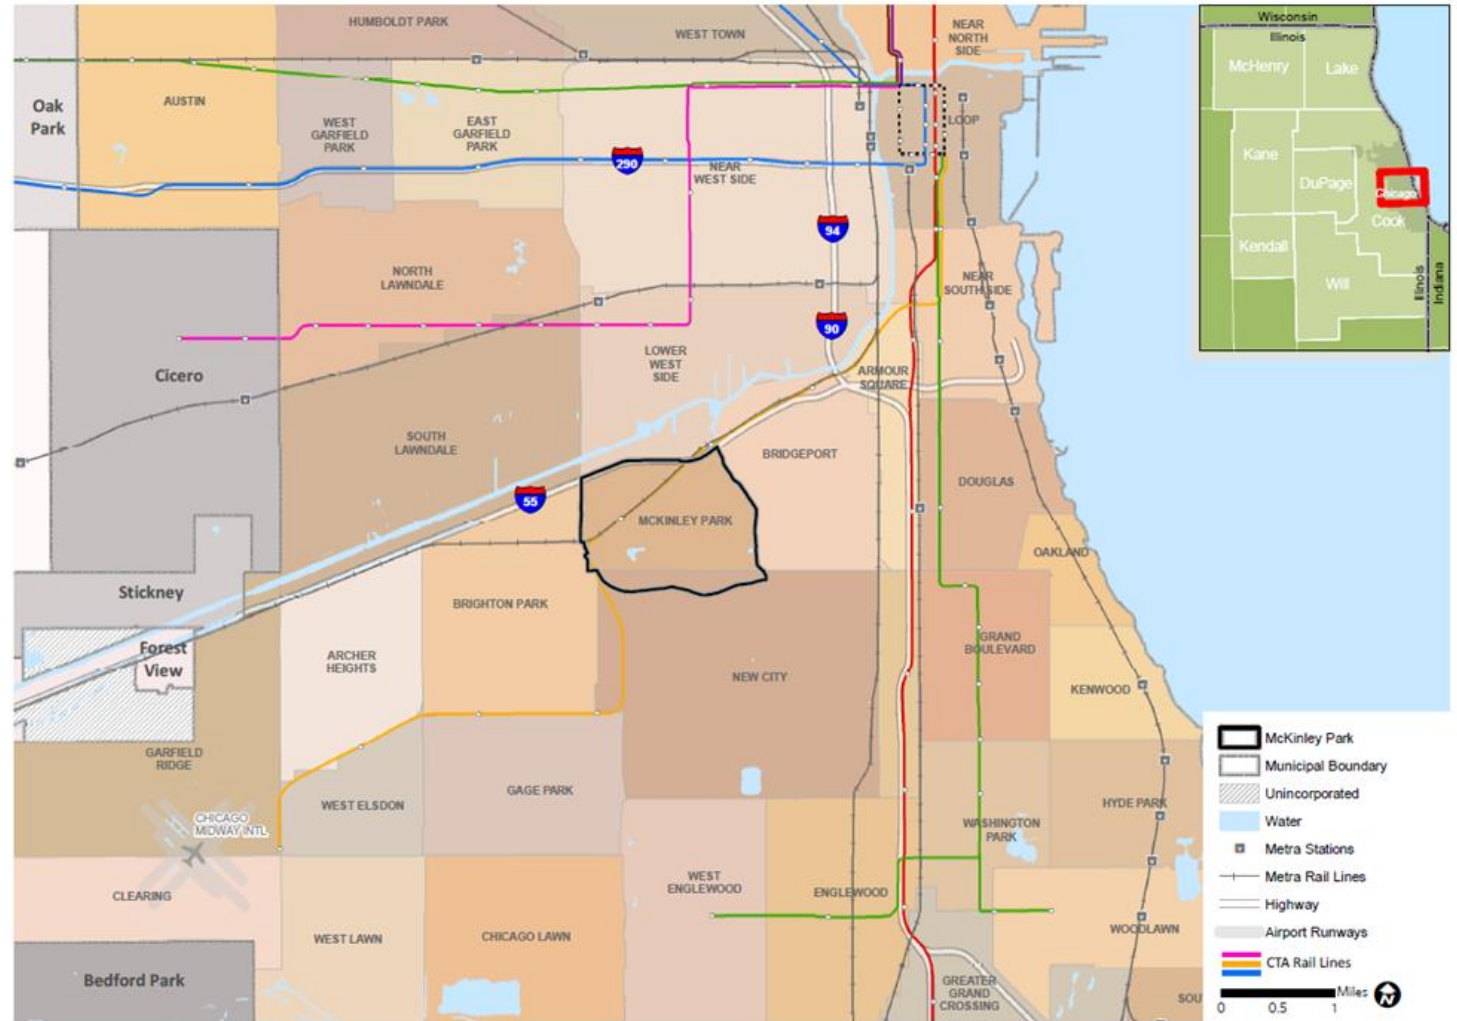 HUMBOLDT PARK
WEST TOWN
NEAR
NORTH
SIDE
Wisconsin
Illinois
McHenry
Lake
Kane
DuPage
Chicago
Cook
Kendall
Will
Illinois
Indiana
Oak
Park
AUSTIN
WEST
GARFIELD
PARK
EAST
GARFIELD
PARK
LOOP
290
NEAR
WEST SIDE
94
NORTH
LAWNDALE
NEAR
SOUTH SIDE
90
Cicero
LOWER
WEST
SIDE
ARMOUR
SQUARE
SOUTH
LAWNDALE
BRIDGEPORT
55
DOUGLAS
MCKINLEY PARK
OAKLAND
Stickney
BRIGHTON PARK
Forest
View
ARCHER
HEIGHTS
GRAND
BOULEVARD
NEW CITY
KENWOOD
GARFIELD
RIDGE
WEST ELSDON
GAGE PARK
HYDE PARK
CHICAGO
MIDWAY INTL
WASHINGTON
PARK
CLEARING
WEST
ENGLEWOOD
ENGLEWOOD
WEST LAWN
CHICAGO LAWN
WOODLAWN
Bedford Park
GREATER
GRAND
CROSSING
SOU
McKinley Park
Municipal Boundary
Unincorporated
Water
Metra Stations
Metra Rail Lines
Highway
Airport Runways
CTA Rail Lines
Miles
0 0.5 1
N